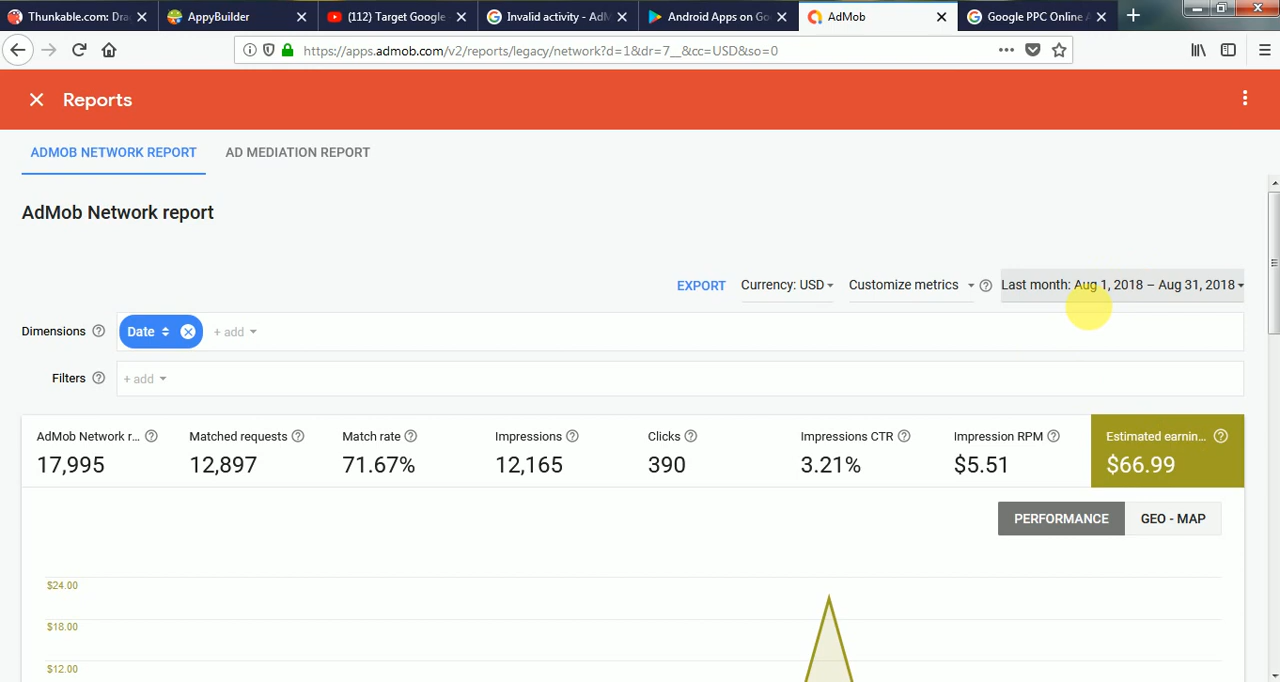 Thunkable.com: Dra
AppyBuilder
(112) Target Google
Invalid activity - AdM
Android Apps on Go
AdMob
Google PPC Online A
https://apps.admob.com/v2/reports/legacy/network?d=1&dr=7__&cc=USD&so=0
Reports
ADMOB NETWORK REPORT
AD MEDIATION REPORT
AdMob Network report
EXPORT
Currency: USD
Customize metrics
Last month: Aug 1, 2018 – Aug 31, 2018
Dimensions
Date
+ add
Filters
+ add
AdMob Network r... Matched requests Match rate Impressions Clicks Impressions CTR Impression RPM Estimated earnin...
17,995 12,897 71.67% 12,165 390 3.21% $5.51 $66.99
PERFORMANCE
GEO - MAP
$24.00
$18.00
$12.00